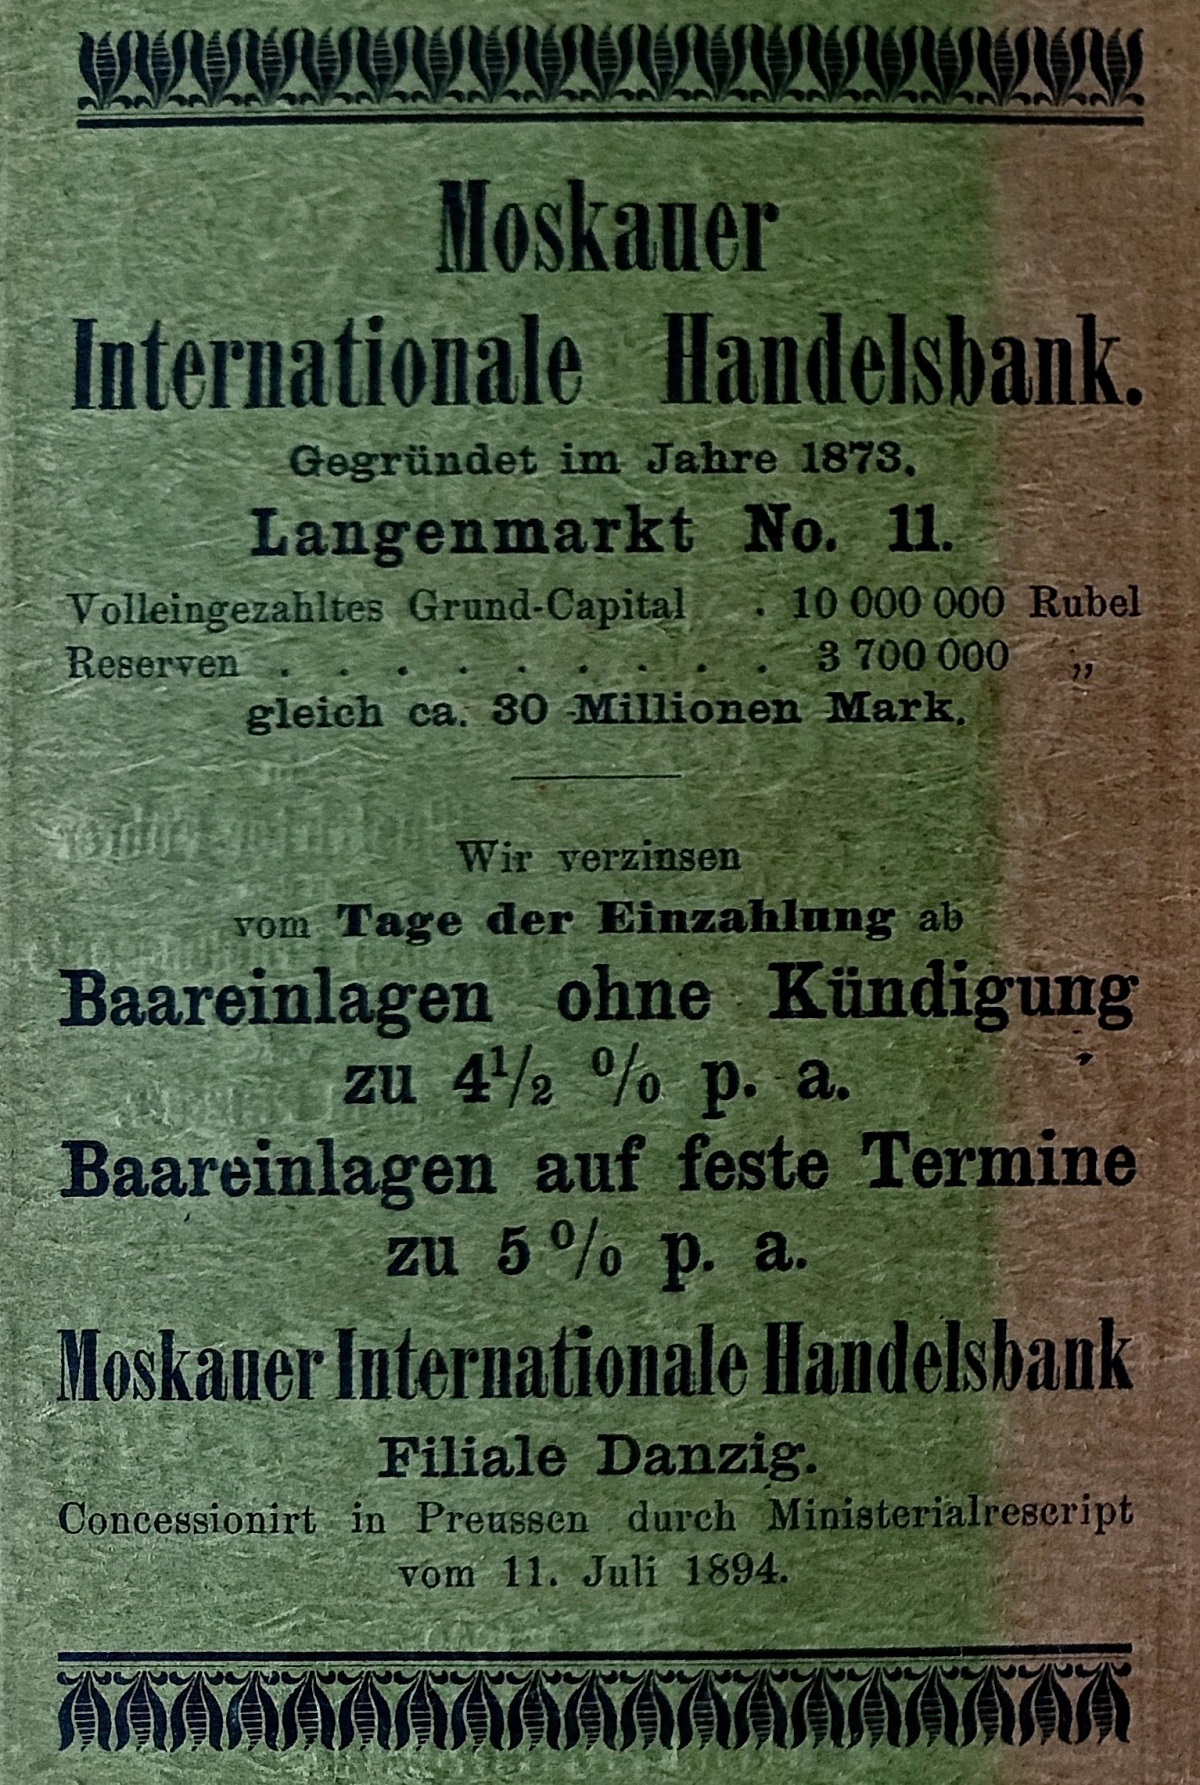 Moskauer
Internationale Handelsbank.
Gegründet im Jahre 1873.
Langenmarkt No. 11.
Volleingezahltes Grund-Capital . 10 000 000 Rubel
Reserven . . . . . . . . . 3 700 000 „
gleich ca. 30 Millionen Mark.
Wir verzinsen
vom Tage der Einzahlung ab
Baareinlagen ohne Kündigung
zu 4 1/2 % p. a.
Baareinlagen auf feste Termine
zu 5 % p. a.
Moskauer Internationale Handelsbank
Filiale Danzig.
Concessionirt in Preussen durch Ministerialrescript
vom 11. Juli 1894.